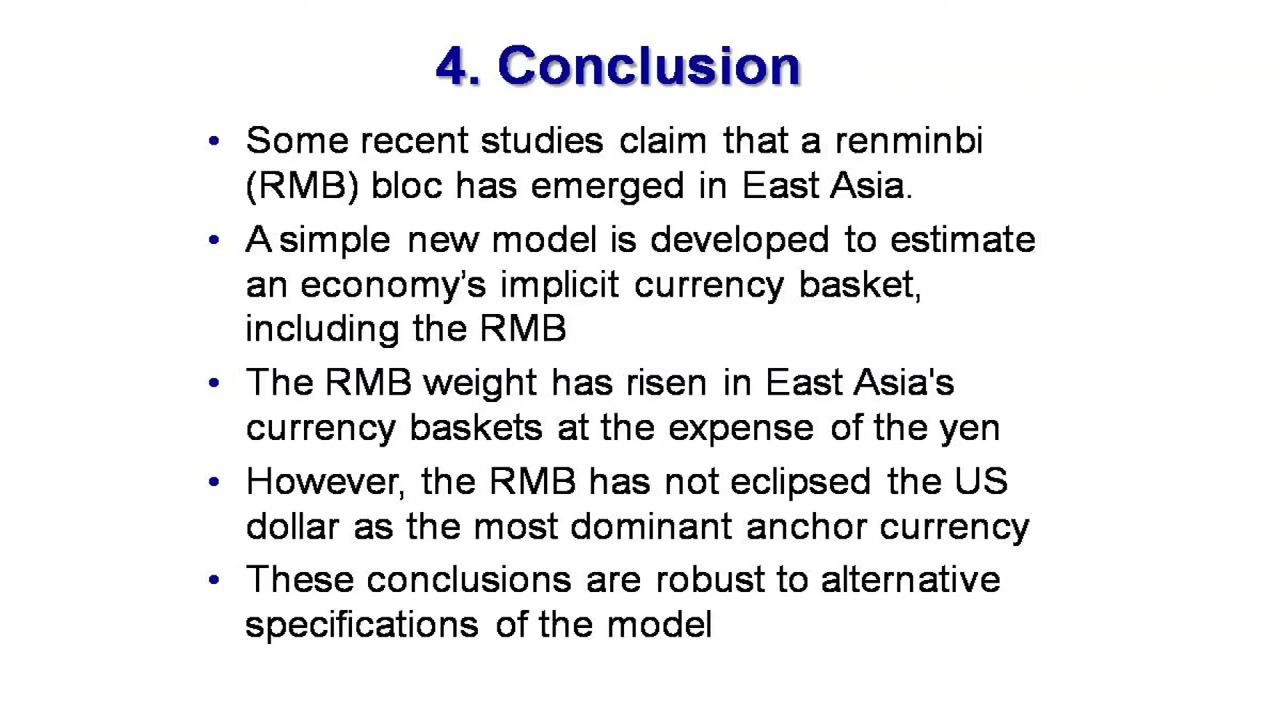 4. Conclusion
• Some recent studies claim that a renminbi
(RMB) bloc has emerged in East Asia.
• A simple new model is developed to estimate
an economy’s implicit currency basket,
including the RMB
• The RMB weight has risen in East Asia's
currency baskets at the expense of the yen
• However, the RMB has not eclipsed the US
dollar as the most dominant anchor currency
• These conclusions are robust to alternative
specifications of the model